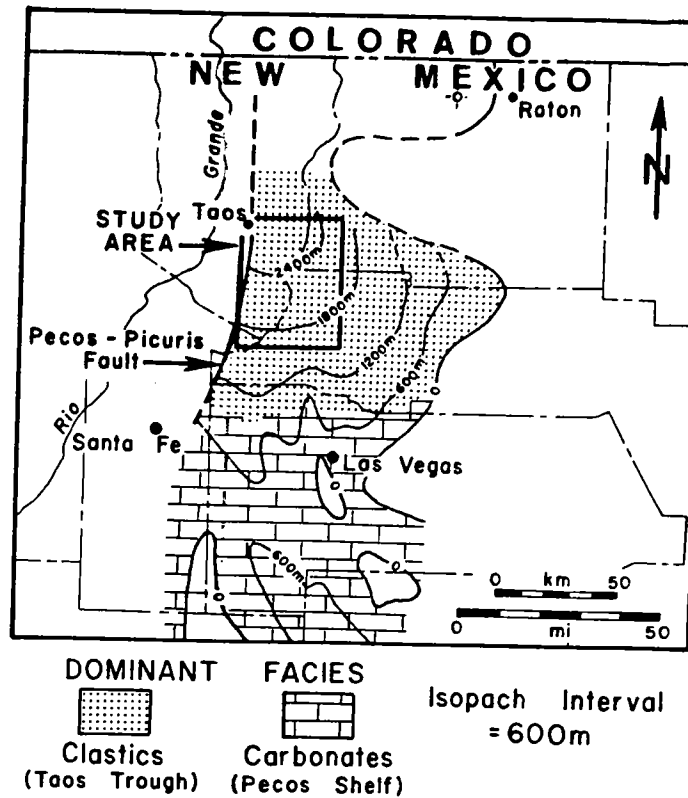 COLORADO
NEW MEXICO
Raton
Grande
N
Taos
STUDY
AREA
2400m
1800m
Pecos - Picuris
Fault
1200m
600m
0
Rio
Santa Fe
Las Vegas
0
0
600m
0
0 km 50
0 mi 50
DOMINANT FACIES
Clastics
(Taos Trough)
Carbonates
(Pecos Shelf)
Isopach Interval
= 600m